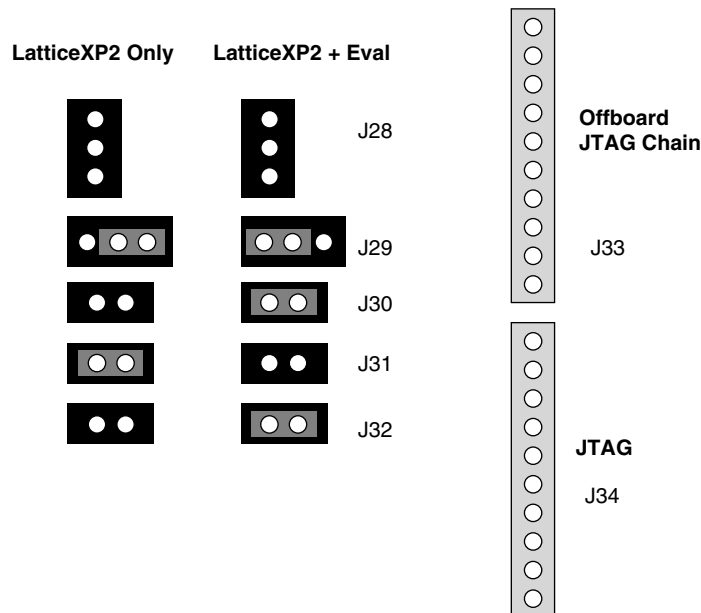 LatticeXP2 Only
LatticeXP2 + Eval
J28
J29
J30
J31
J32
Offboard
JTAG Chain
J33
JTAG
J34